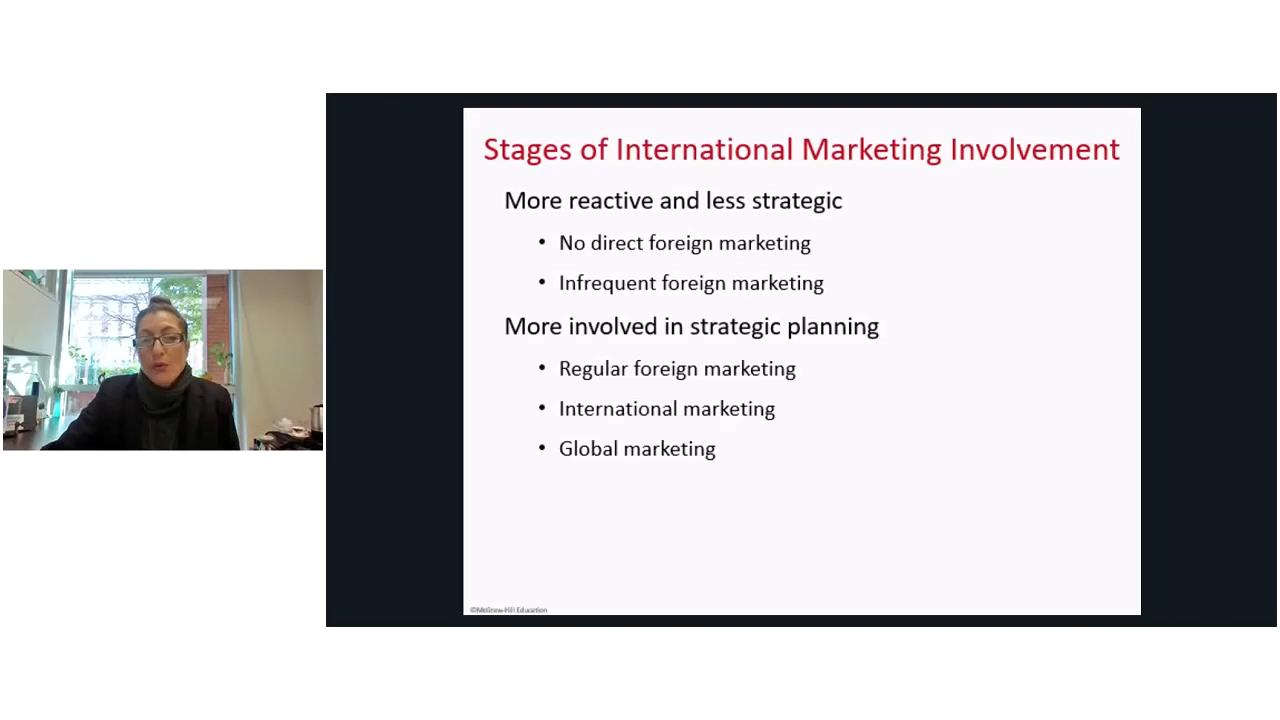 Stages of International Marketing Involvement
More reactive and less strategic
• No direct foreign marketing
• Infrequent foreign marketing
More involved in strategic planning
• Regular foreign marketing
• International marketing
• Global marketing
©McGraw-Hill Education